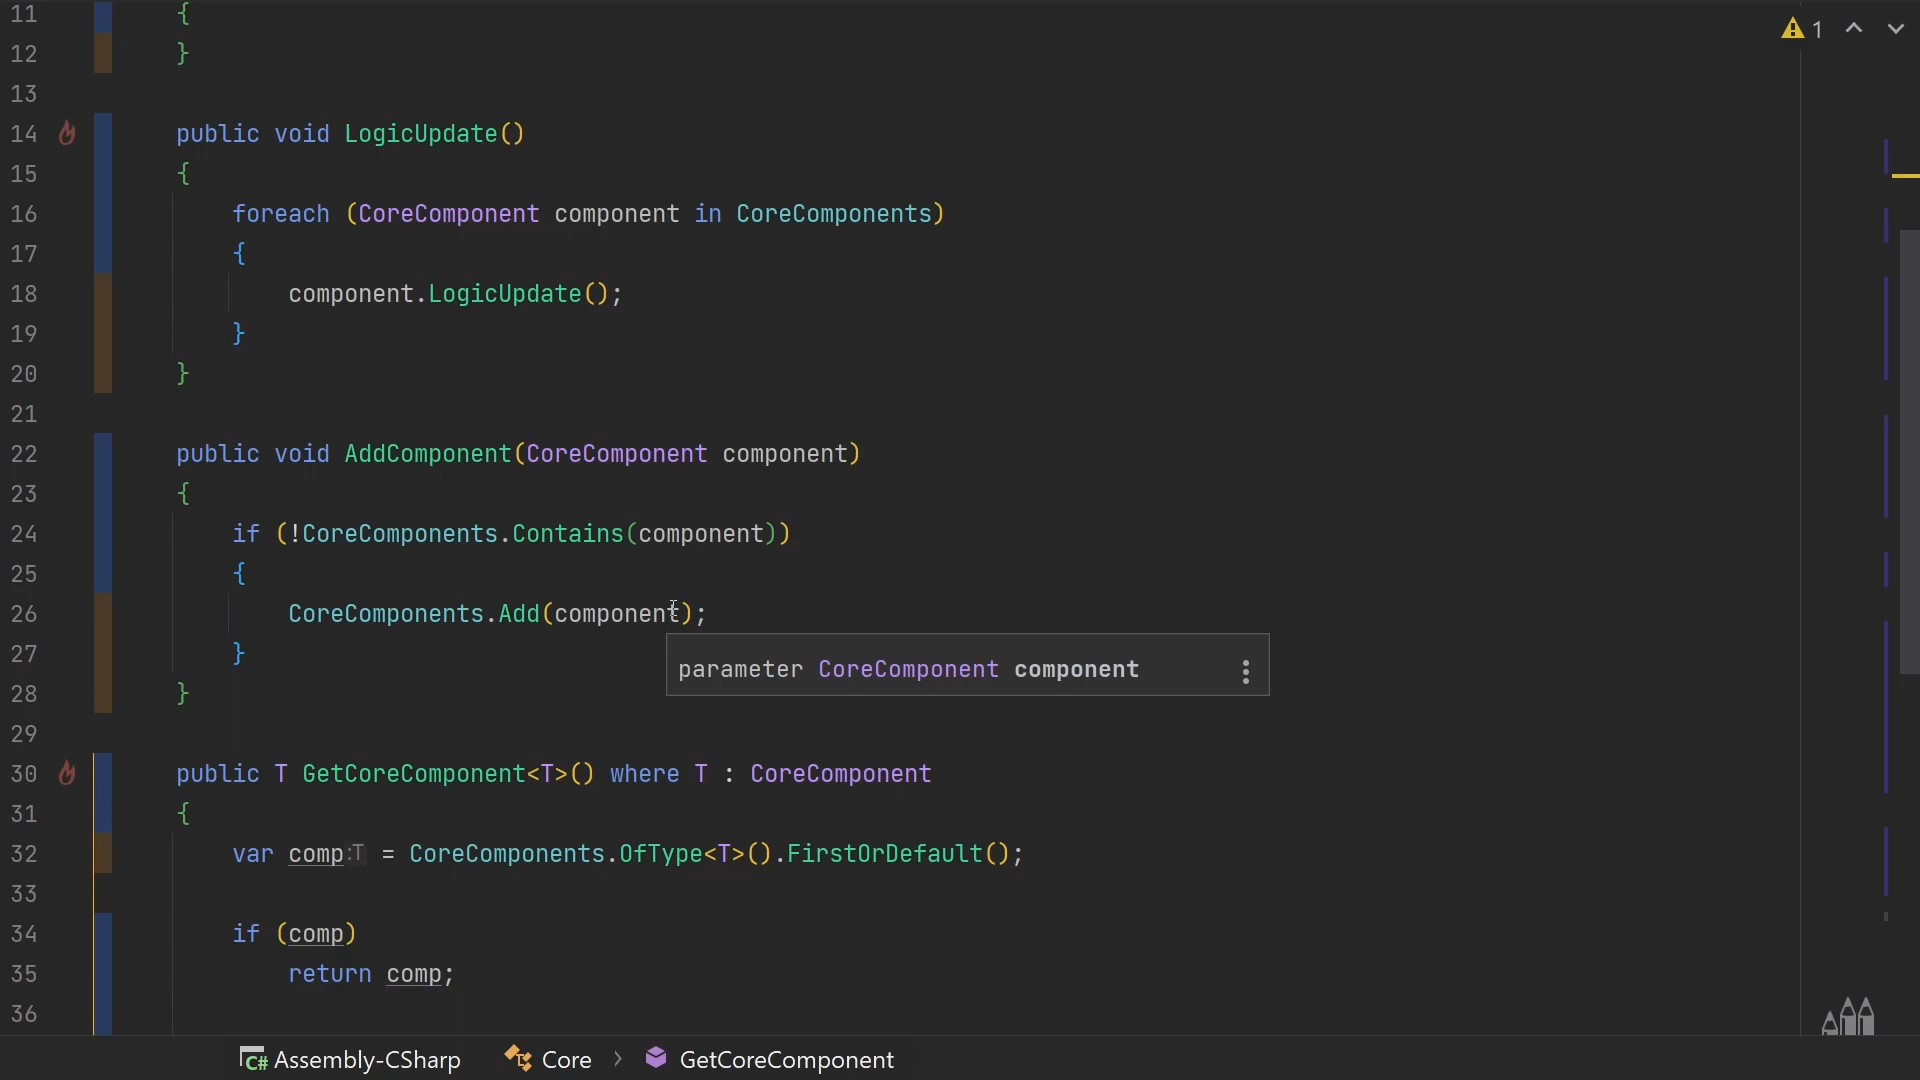 11 {
12 }
13
14 public void LogicUpdate()
15 {
16 foreach (CoreComponent component in CoreComponents)
17 {
18 component.LogicUpdate();
19 }
20 }
21
22 public void AddComponent(CoreComponent component)
23 {
24 if (!CoreComponents.Contains(component))
25 {
26 CoreComponents.Add(component);
27 }
parameter CoreComponent component
28 }
29
30 public T GetCoreComponent<T>() where T : CoreComponent
31 {
32 var comp:T = CoreComponents.OfType<T>().FirstOrDefault();
33
34 if (comp)
35 return comp;
36
1
C# Assembly-CSharp Core > GetCoreComponent